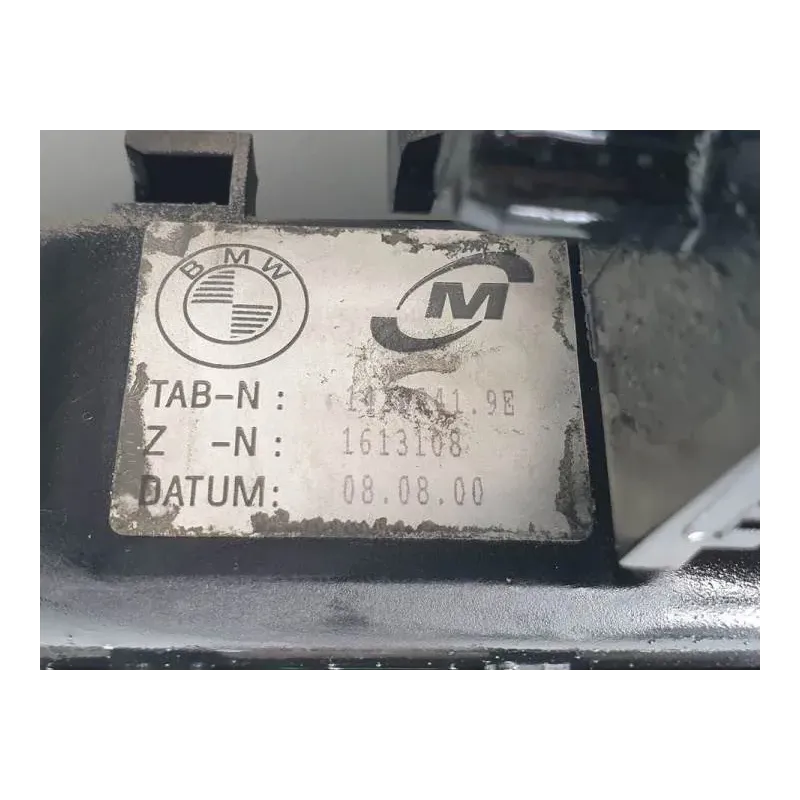 BMW
M
TAB-N:
Z -N: 1613108
DATUM: 08.08.00